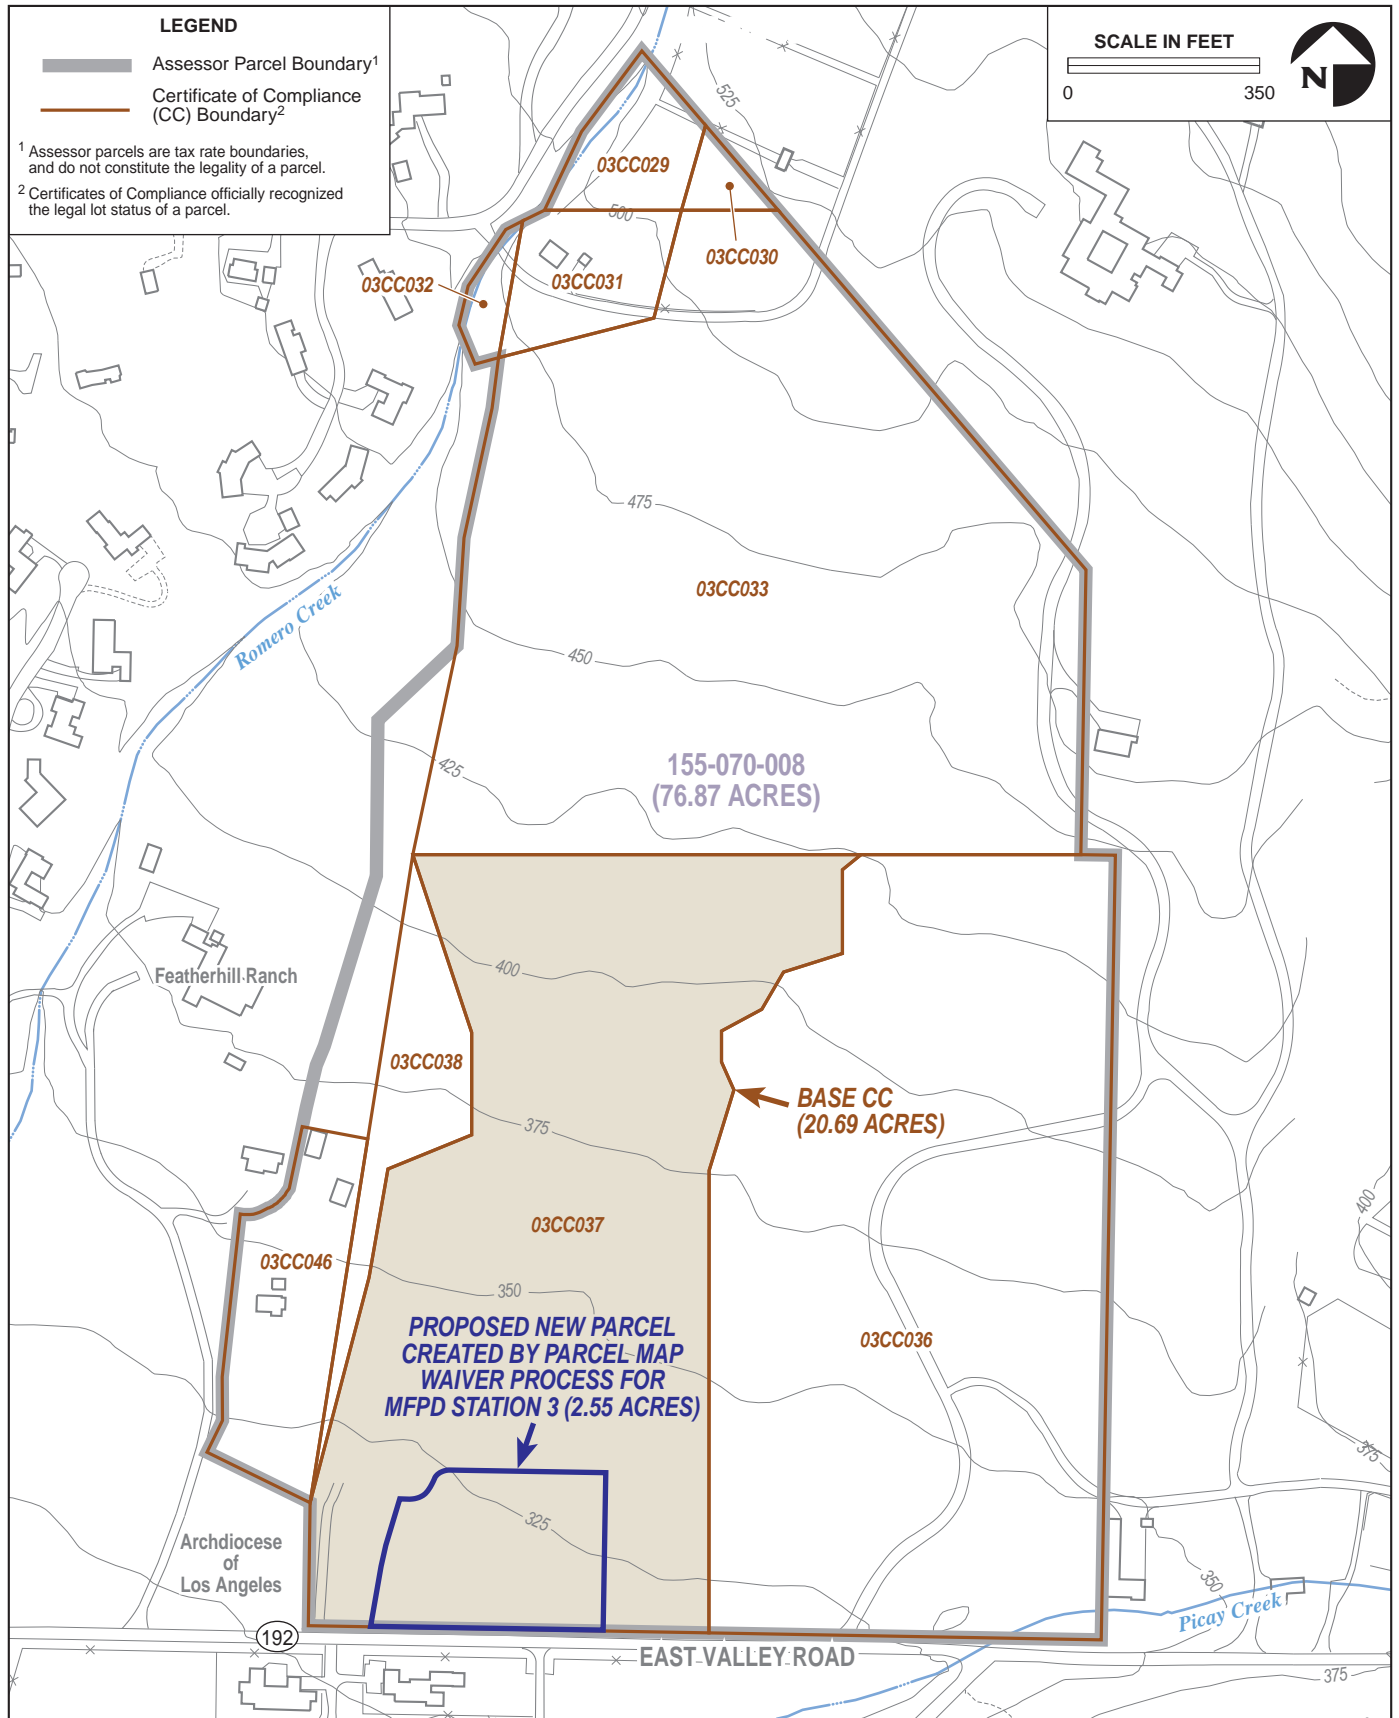 LEGEND
Assessor Parcel Boundary1
Certificate of Compliance
(CC) Boundary2
1 Assessor parcels are tax rate boundaries,
and do not constitute the legality of a parcel.
2 Certificates of Compliance officially recognized
the legal lot status of a parcel.
SCALE IN FEET
0 350
N
525
03CC029
500
03CC030
03CC031
03CC032
475
03CC033
Romero Creek
450
155-070-008
(76.87 ACRES)
425
400
Featherhill Ranch
03CC038
BASE CC
(20.69 ACRES)
375
400
03CC037
03CC046
350
PROPOSED NEW PARCEL
CREATED BY PARCEL MAP
WAIVER PROCESS FOR
MFPD STATION 3 (2.55 ACRES)
03CC036
375
325
Archdiocese
of
Los Angeles
350
Picay Creek
192
EAST VALLEY ROAD
375